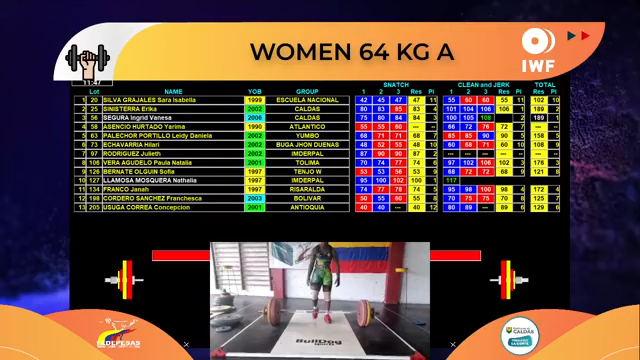 WOMEN 64 KG A
IWF
11:47
SNATCH CLEAN and JERK TOTAL
Lot NAME YOB GROUP 1 2 3 Res Pl 1 2 3 Res Pl Res Pl
1 20 SILVA GRAJALES Sara Isabella 1999 ESCUELA NACIONAL 42 45 47 47 11 55 60 60 55 11 102 10
2 25 SINISTERRA Erika 2002 CALDAS 80 83 85 83 101 104 106 106 1 189 2
3 56 SEGURA Ingrid Vanesa 2006 CALDAS 75 80 84 84 3 100 105 108 189 1
4 58 ASENCIO HURTADO Yarima 1990 ATLANTICO 55 55 60 66 72 76 72 7
5 63 PALECHOR PORTILLO Leidy Daniela 2002 YUMBO 68 71 71 68 85 85 90 90 5 158 5
6 73 ECHAVARRIA Hilari 2002 BUGA JHON DUENAS 48 52 55 48 10 60 68 71 60 10 108 9
7 97 RODRIGUEZ Julieth 2002 IMDERPAL 87 90 90 87 2
8 106 VERA AGUDELO Paula Natalia 2001 TOLIMA 70 74 77 77 6 97 102 106 102 3 176 3
9 126 BERNATE OLGUIN Sofia 1997 TENJO W 53 53 56 53 9 68 72 72 68 9 121 8
10 127 LLAMOSA MOSQUERA Nathalia 1997 IMDERPAL 95 100 102 100 1 117
11 134 FRANCO Janah 1997 RISARALDA 74 77 78 74 5 95 98 100 98 4 172 4
12 198 CORDERO SANCHEZ Franchesca 2003 BOLIVAR 50 55 60 55 8 70 75 75 70 8 125 7
13 205 USUGA CORREA Concepcion 2001 ANTIOQUIA 40 40 --- 40 12 80 89 --- 89 6 129 6
BullDog
Sports
FEDEPESAS
CALDAS